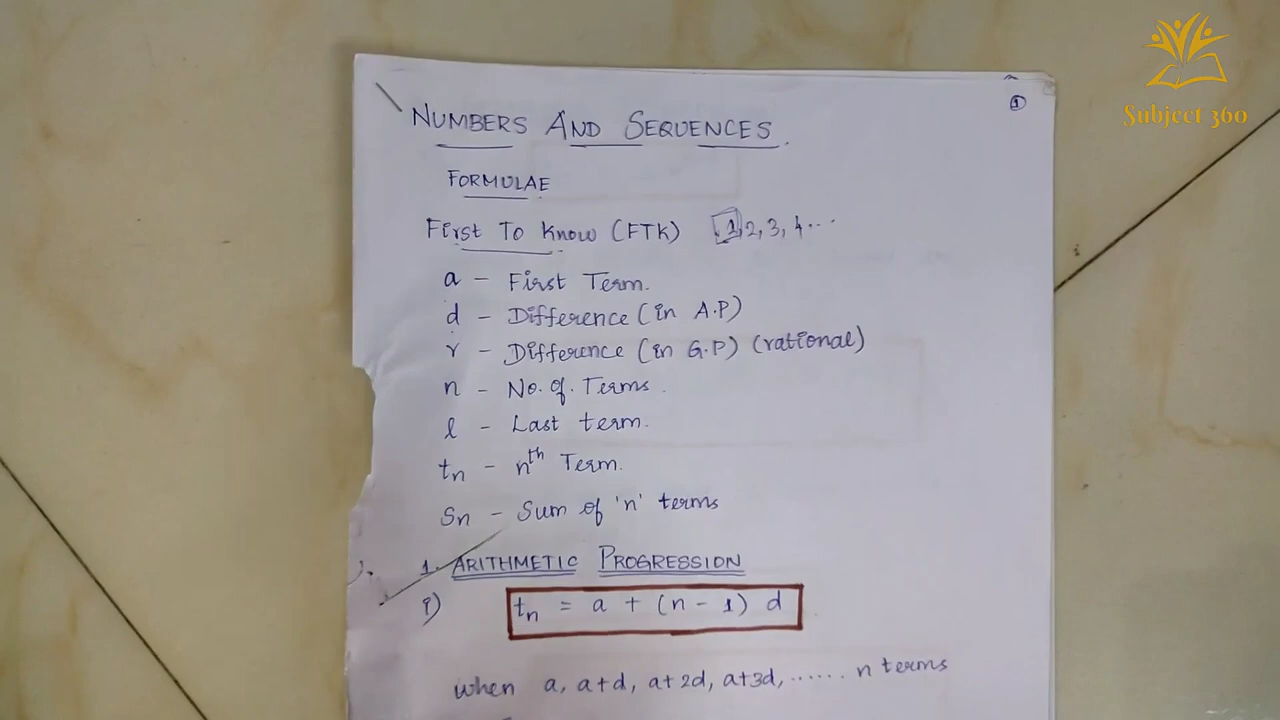 Subject 360
1
NUMBERS AND SEQUENCES.
FORMULAE
First To Know (FTK) 1, 2, 3, 4...
a - First Term.
d - Difference (in A.P)
r - Difference (in G.P) (rational)
n - No. of. Terms.
l - Last term.
tn - nth Term.
Sn - Sum of 'n' terms
1. ARITHMETIC PROGRESSION
i) tn = a + (n - 1) d
when a, a+d, a+2d, a+3d, ...... n terms